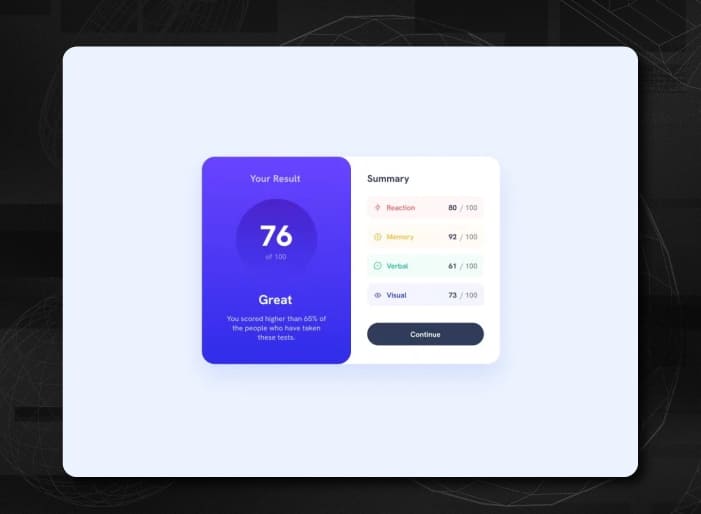 Your Result
76
of 100
Great
You scored higher than 65% of
the people who have taken
these tests.
Summary
Reaction 80 / 100
Memory 92 / 100
Verbal 61 / 100
Visual 73 / 100
Continue